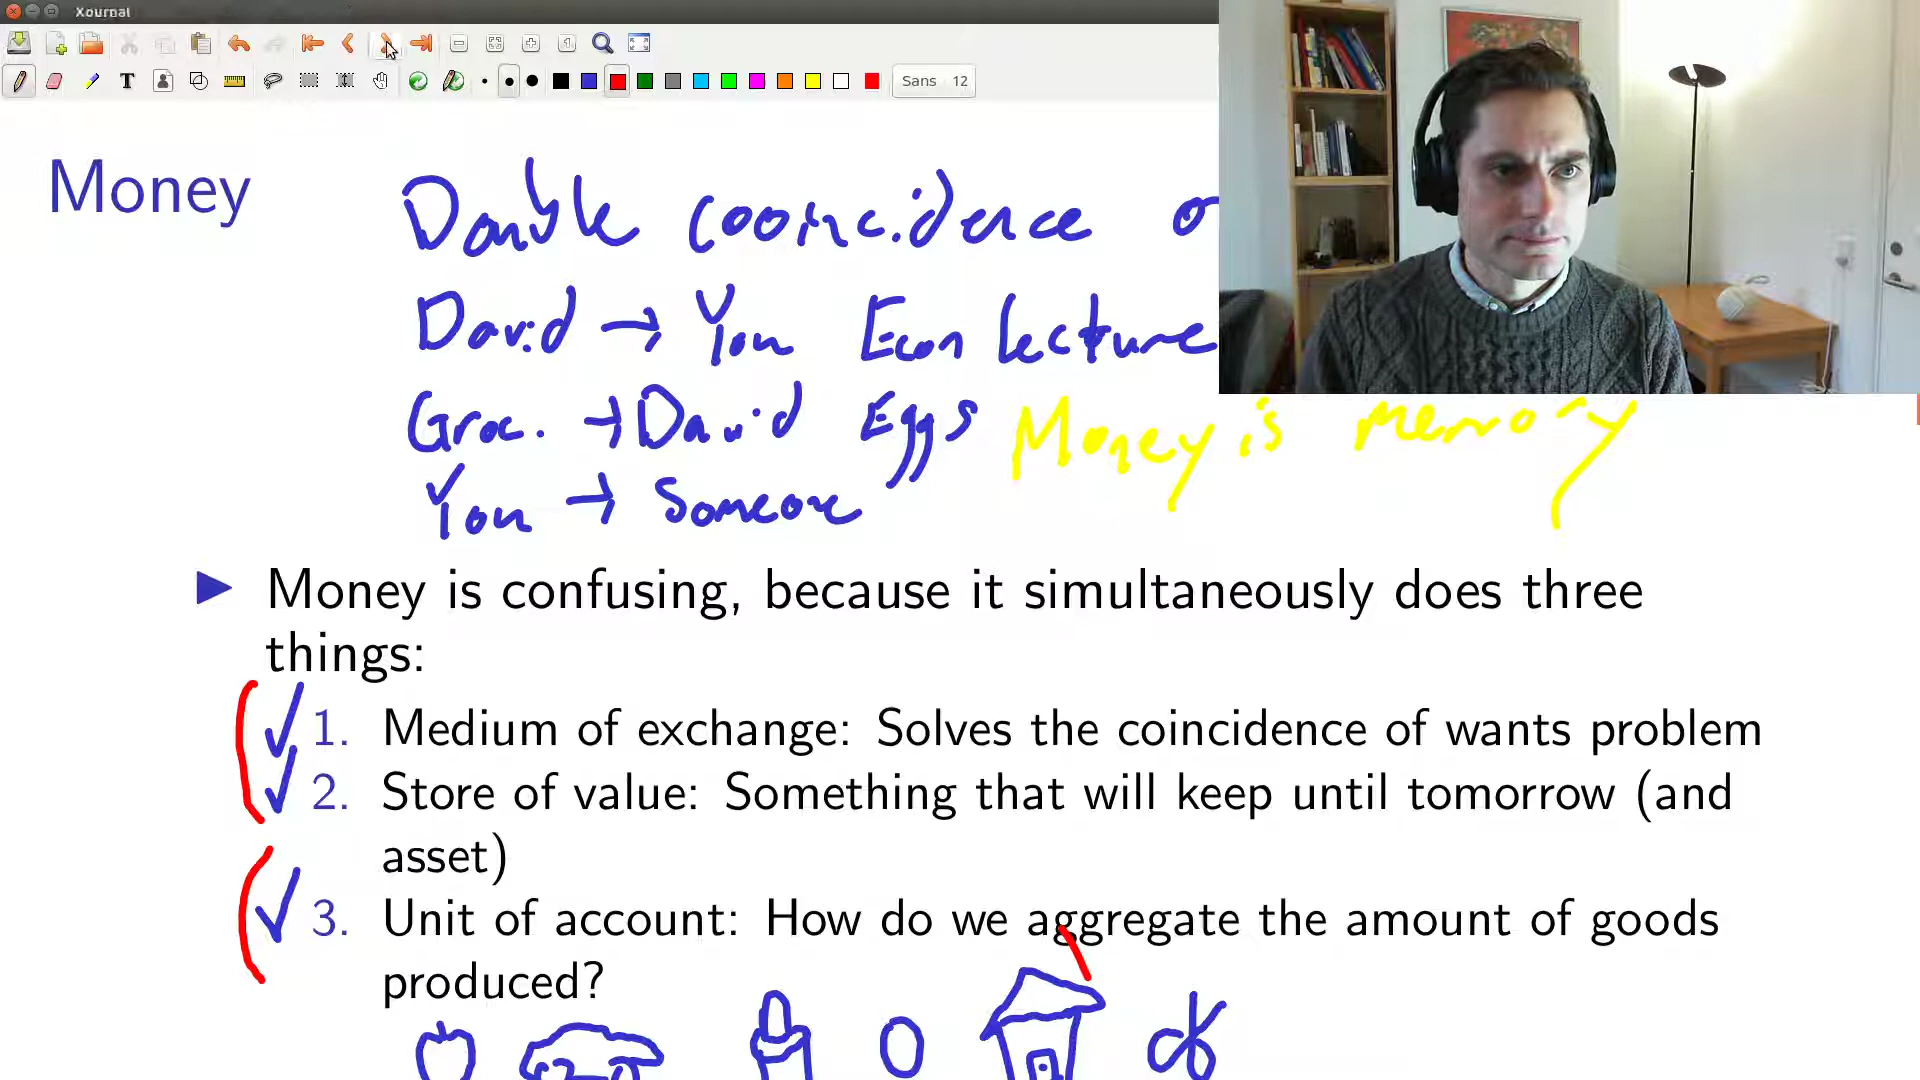 Xournal
Sans 12
Money
Double cooincidence o
David → You Econ lecture
Groc. → David Eggs Money is memory
You → Someone
Money is confusing, because it simultaneously does three
things:
1. Medium of exchange: Solves the coincidence of wants problem
2. Store of value: Something that will keep until tomorrow (and
asset)
3. Unit of account: How do we aggregate the amount of goods
produced?